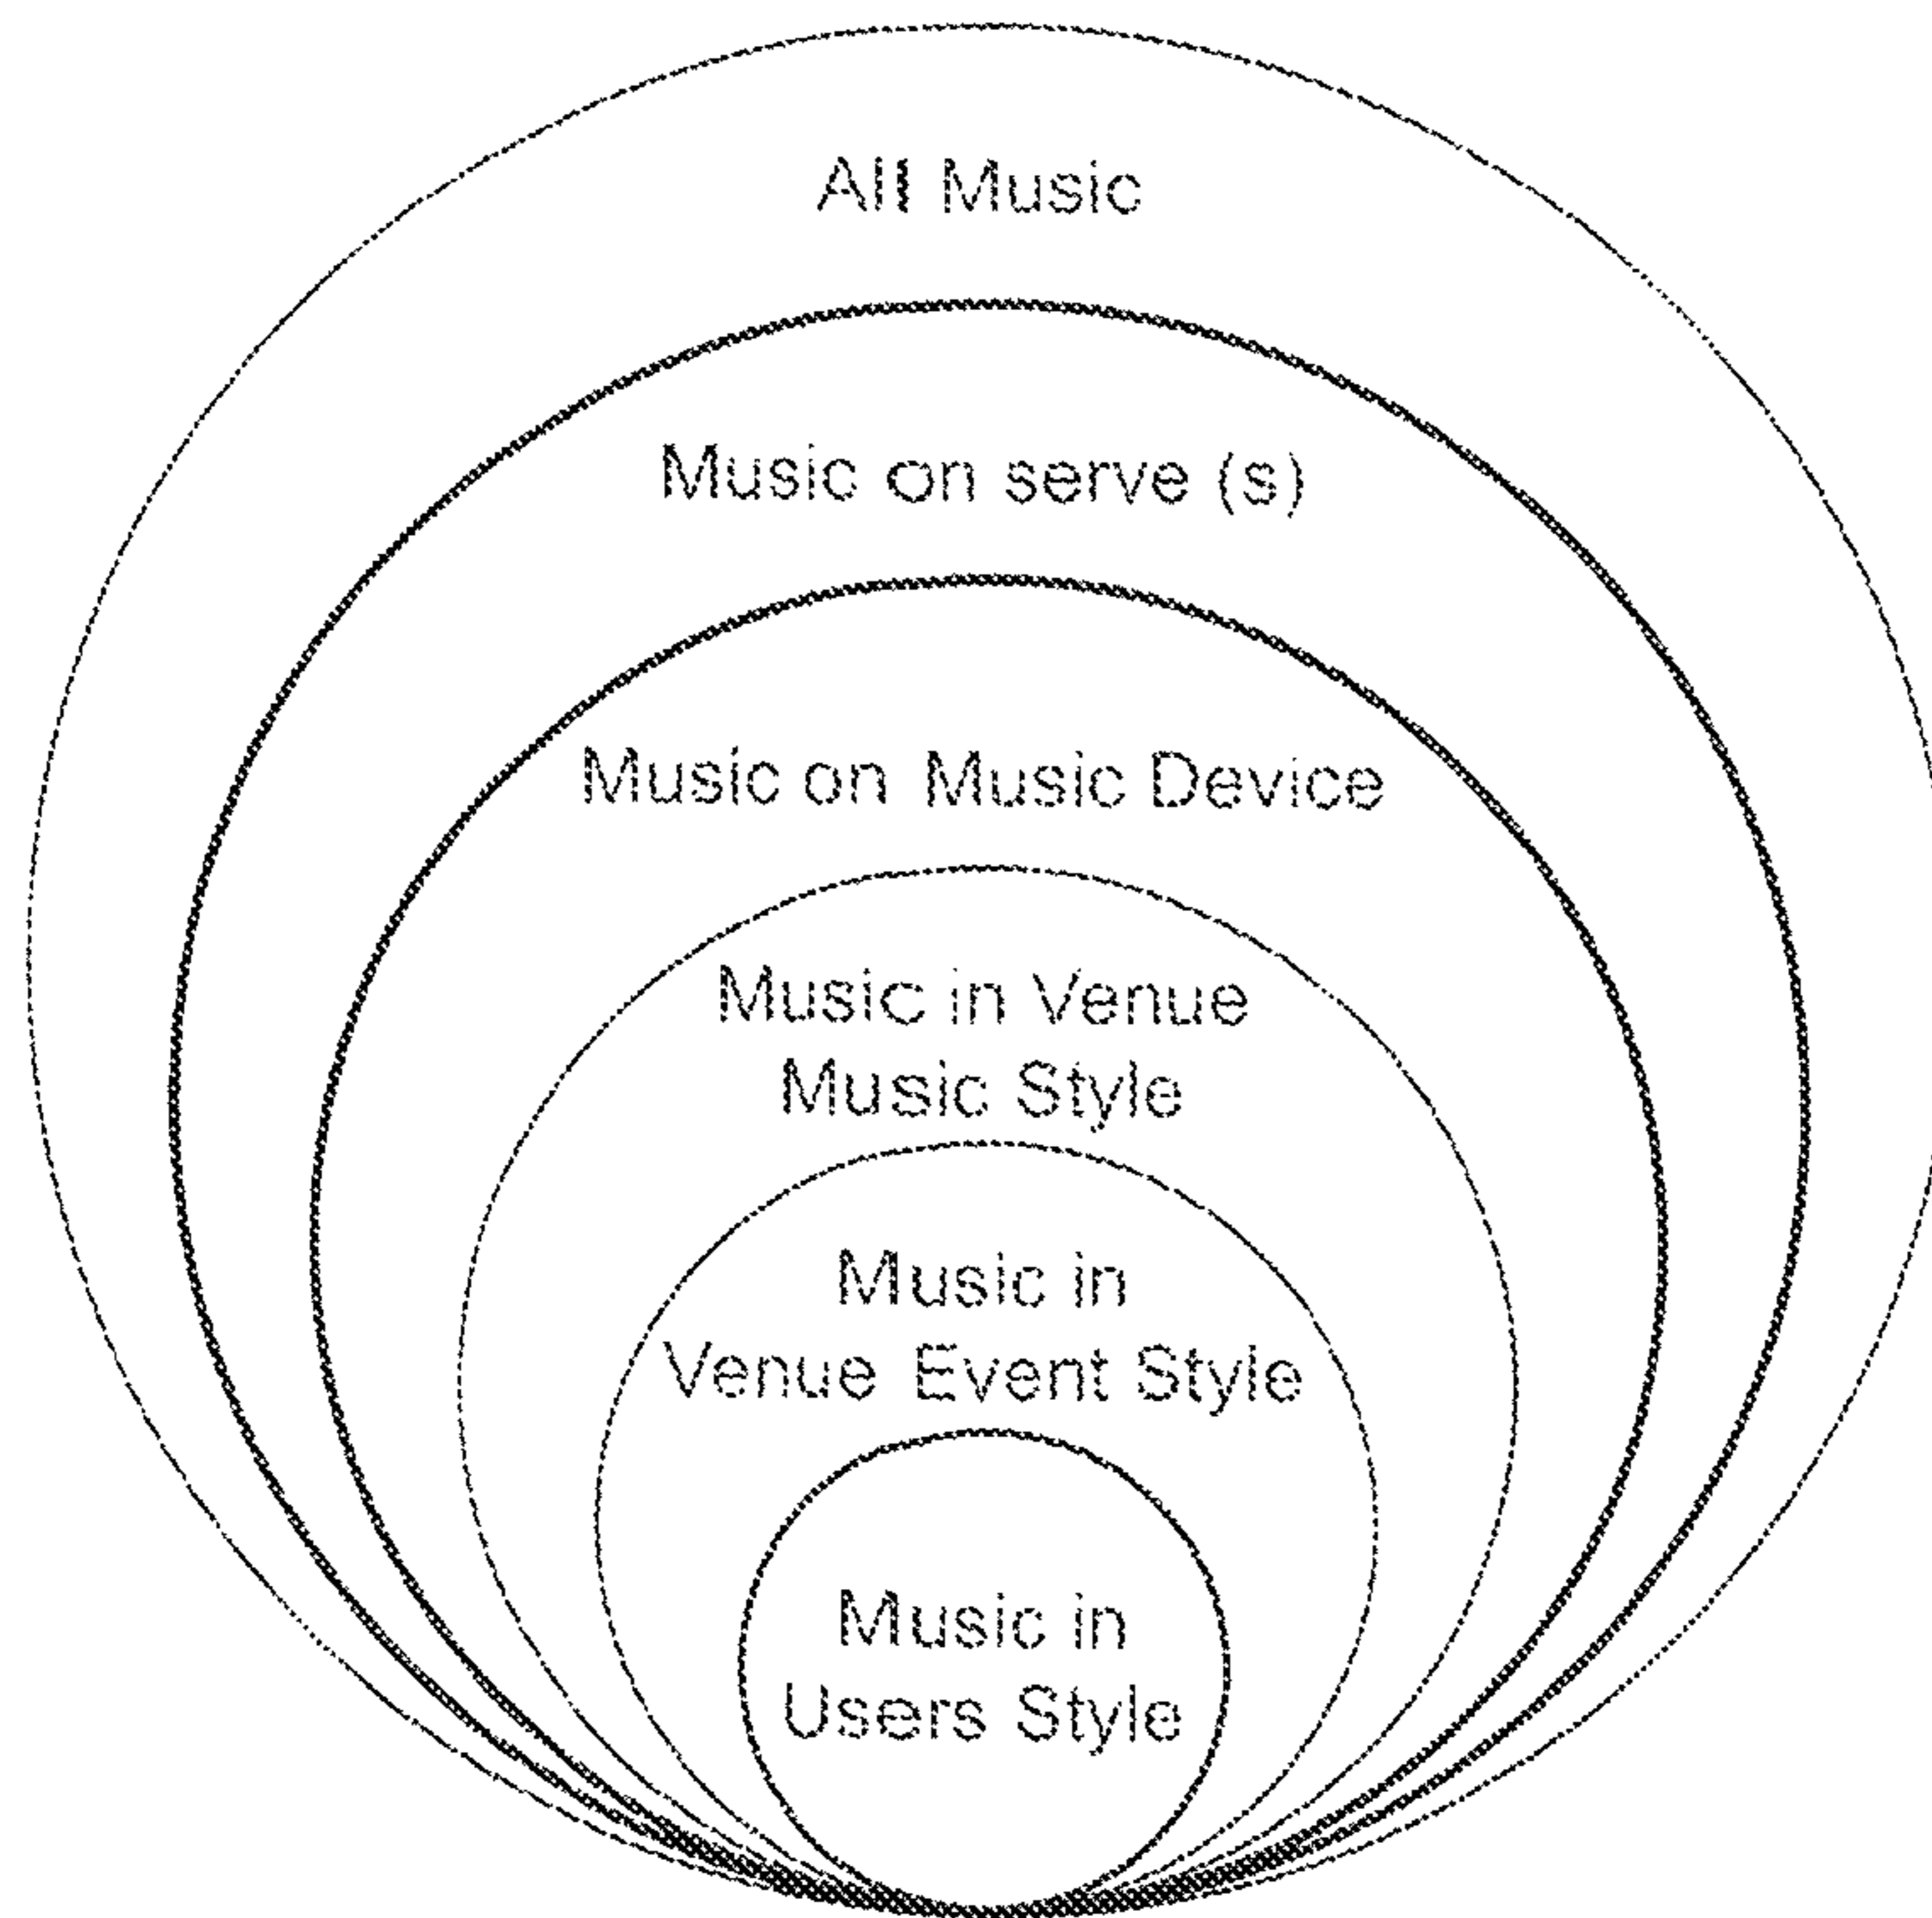 All Music
Music on serve (s)
Music on Music Device
Music in Venue
Music Style
Music in
Venue Event Style
Music in
Users Style